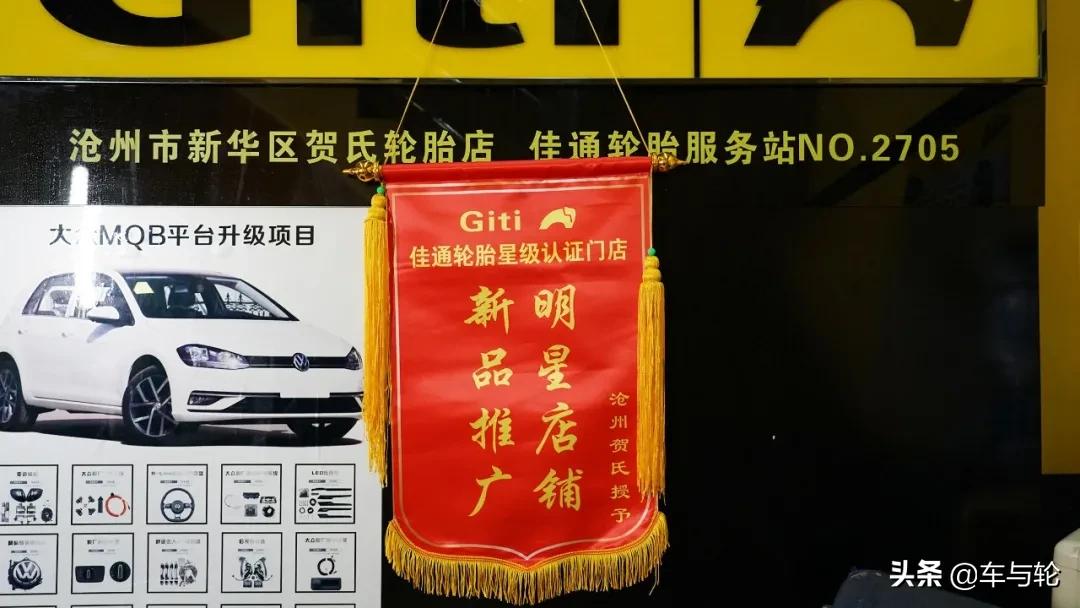 Giti
沧州市新华区贺氏轮胎店 佳通轮胎服务站NO.2705
大众MQB平台升级项目
Giti
佳通轮胎星级认证门店
明星店铺
新品推广
沧州贺氏授予
头条 @车与轮